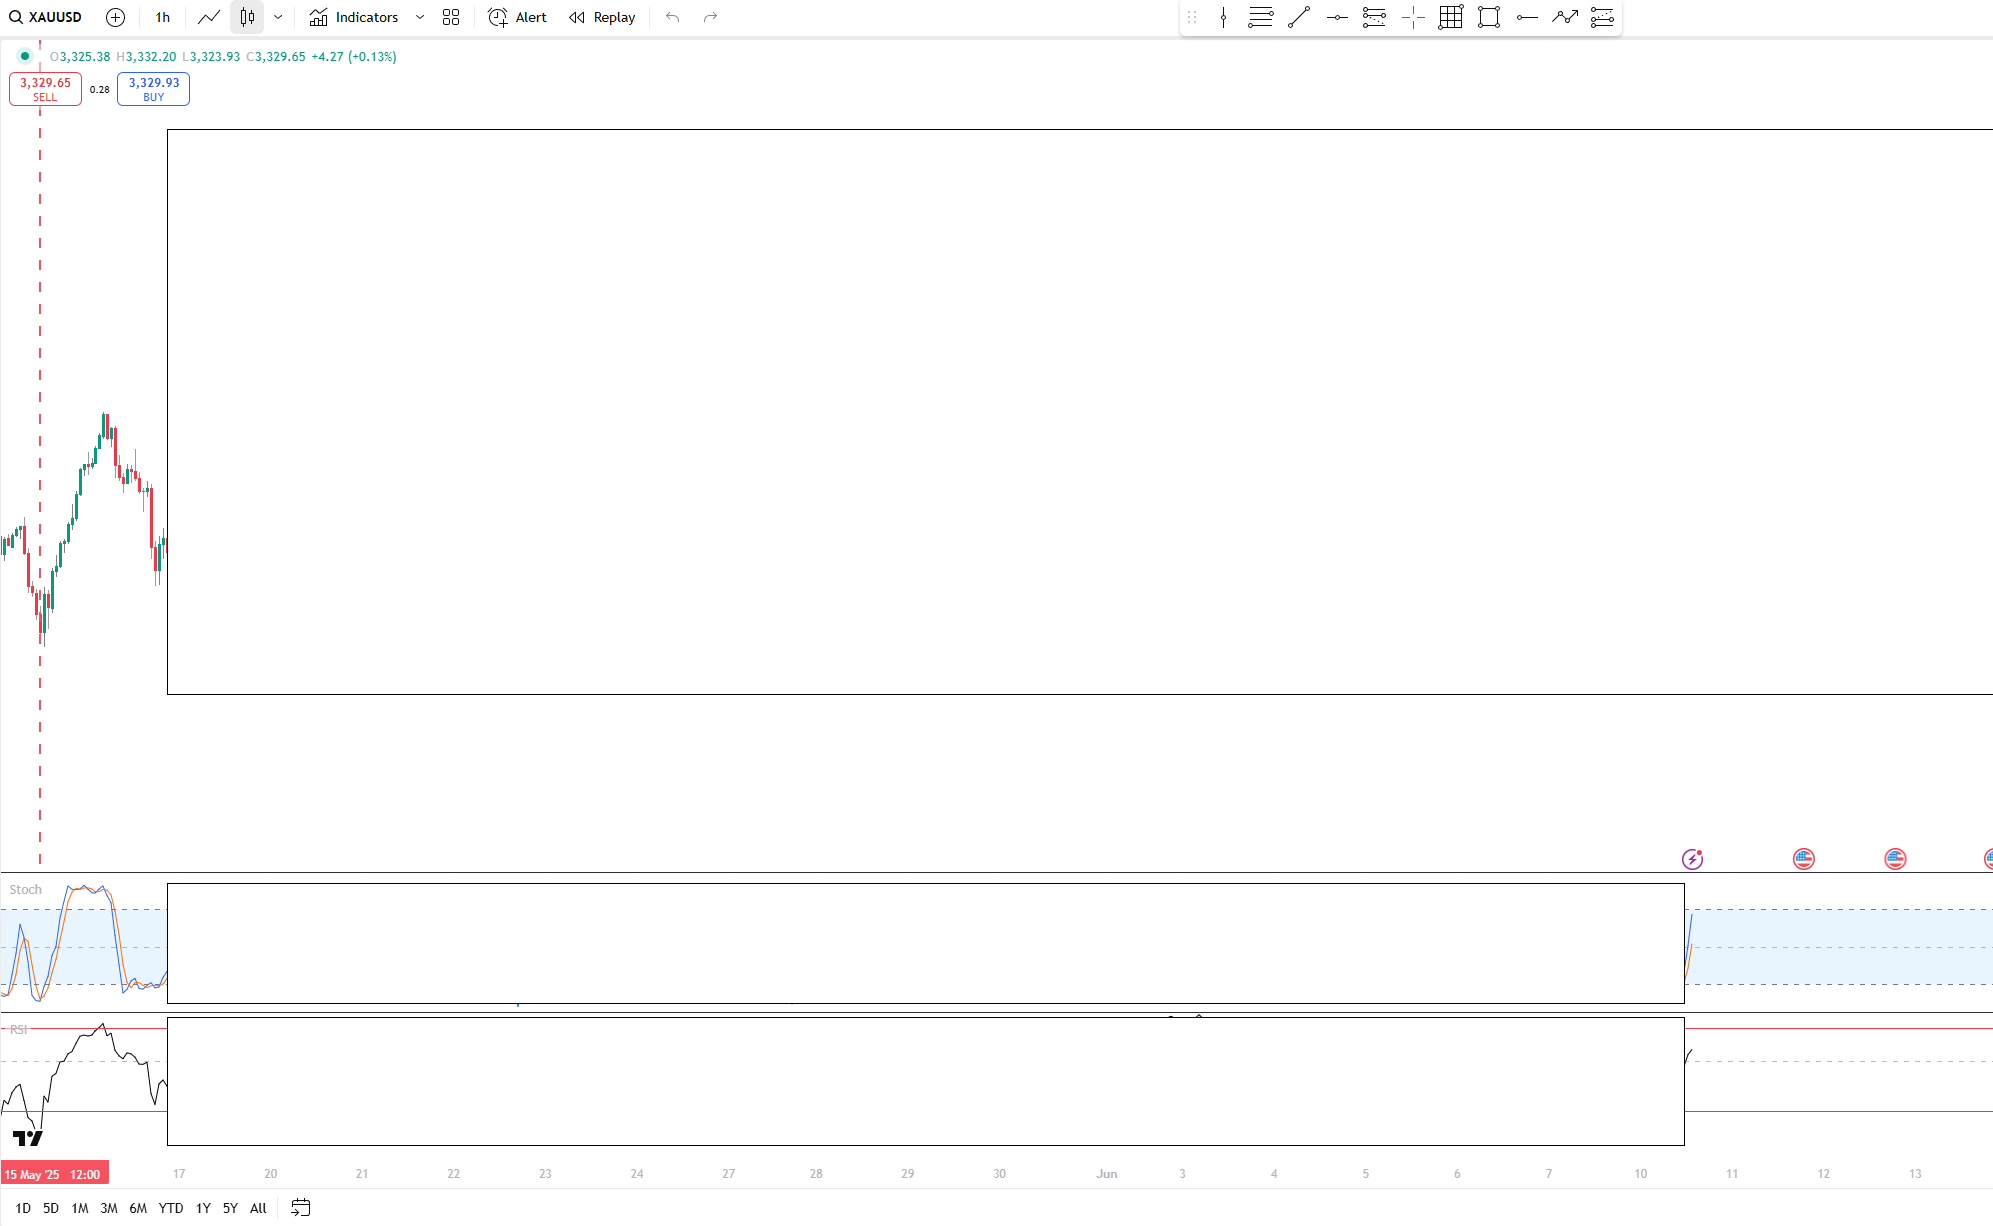 XAUUSD 1h Indicators Alert Replay
O3,325.38 H3,332.20 L3,323.93 C3,329.65 +4.27 (+0.13%)
3,329.65 0.28 3,329.93
SELL BUY
Stoch
RSI
15 May '25 12:00 17 20 21 22 23 24 27 28 29 30 Jun 3 4 5 6 7 10 11 12 13
1D 5D 1M 3M 6M YTD 1Y 5Y All